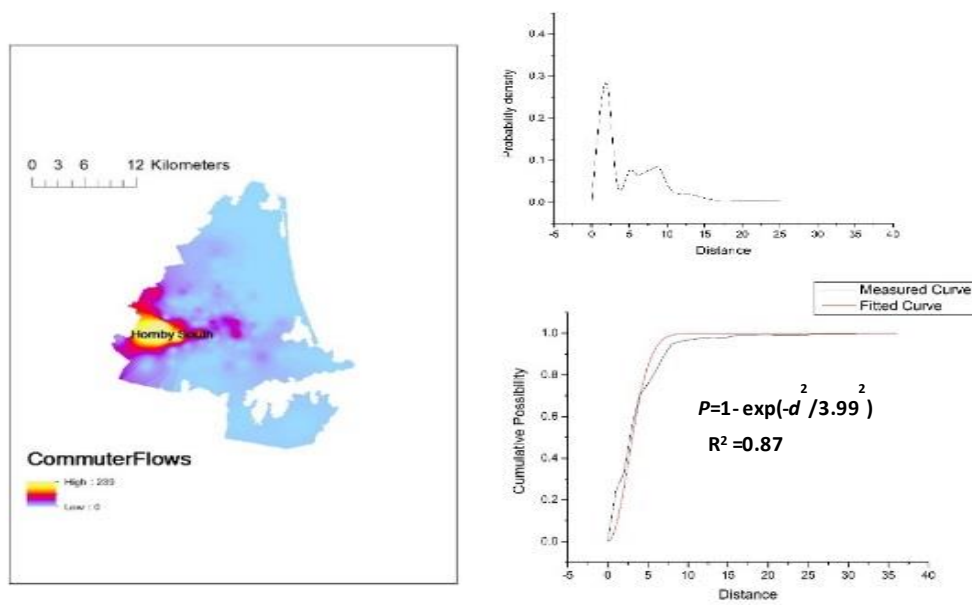 0 3 6 12 Kilometers
Hornby South
CommuterFlows
High : 239
Low : 0
0.4
0.3
0.2
0.1
0.0
Probability density
-5 0 5 10 15 20 25 30 35 40
Distance
Measured Curve
Fitted Curve
1.0
0.8
0.6
0.4
0.2
0.0
Cumulative Possibility
P=1- exp(-d²/3.99²)
R² =0.87
-5 0 5 10 15 20 25 30 35 40
Distance